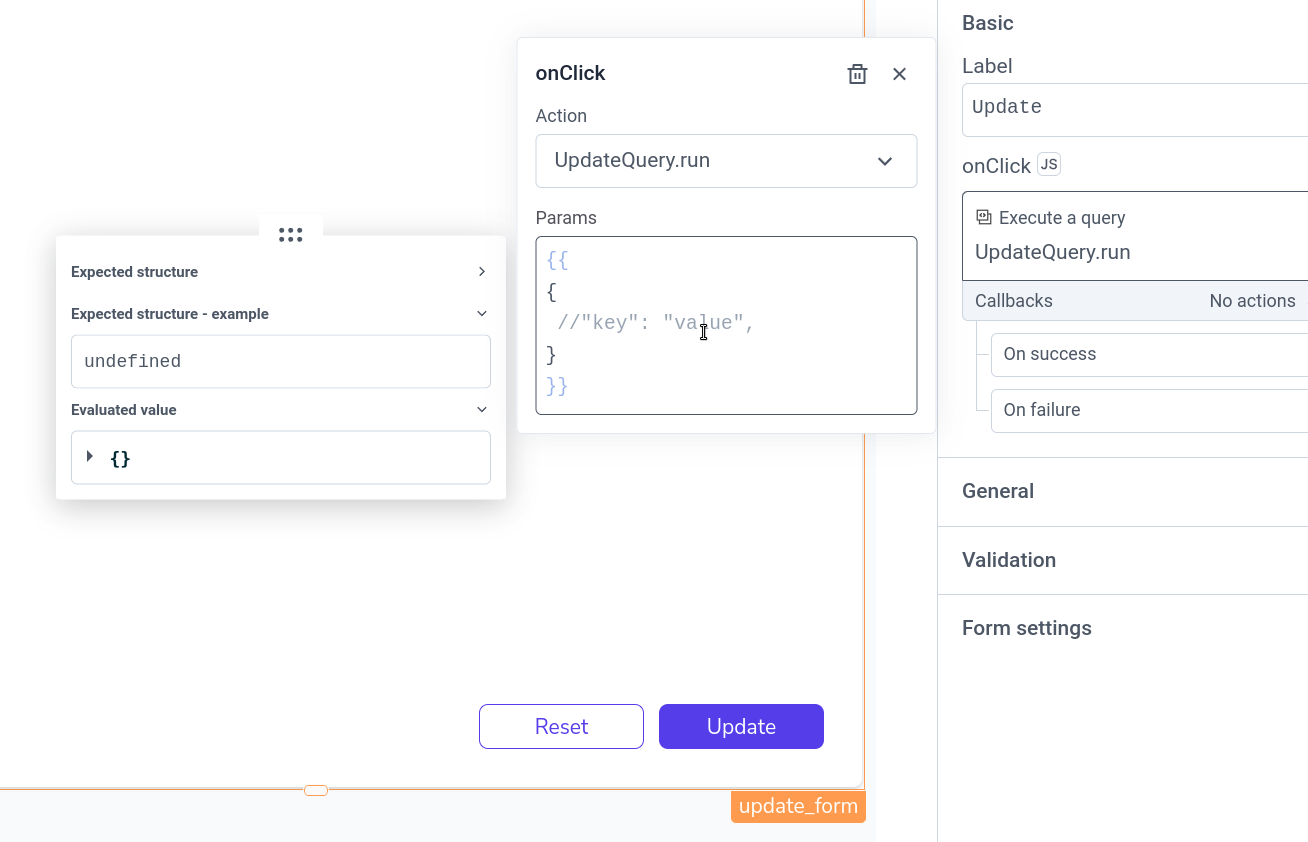 onClick
Action
UpdateQuery.run
Params
{{
{
//"key": "value",
}
}}
Expected structure
Expected structure - example
undefined
Evaluated value
{}
Reset
Update
update_form
Basic
Label
Update
onClick JS
Execute a query
UpdateQuery.run
Callbacks No actions
On success
On failure
General
Validation
Form settings